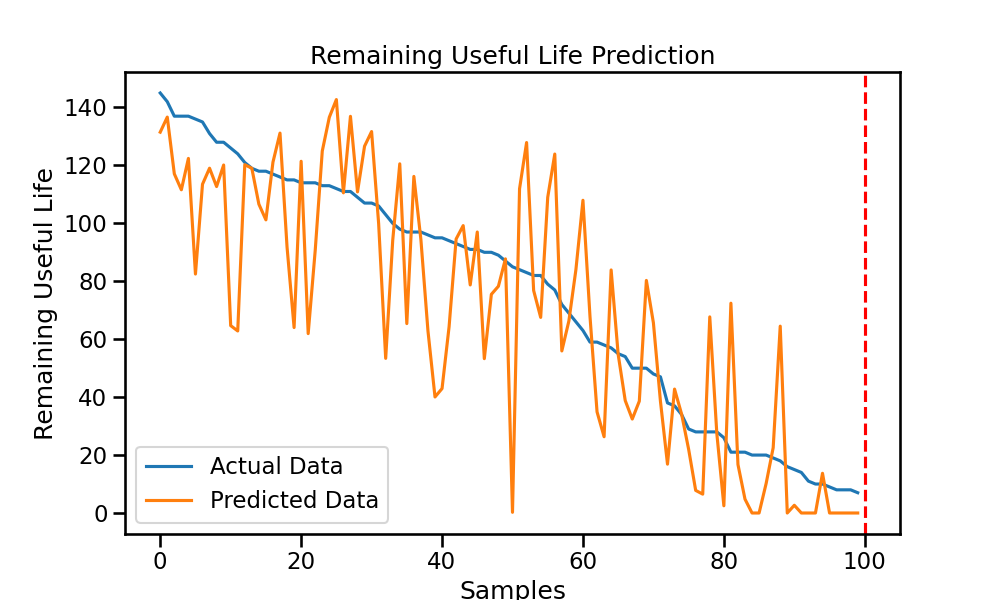 Remaining Useful Life Prediction
Remaining Useful Life
140
120
100
80
60
40
20
0
Actual Data
Predicted Data
0 20 40 60 80 100
Samples